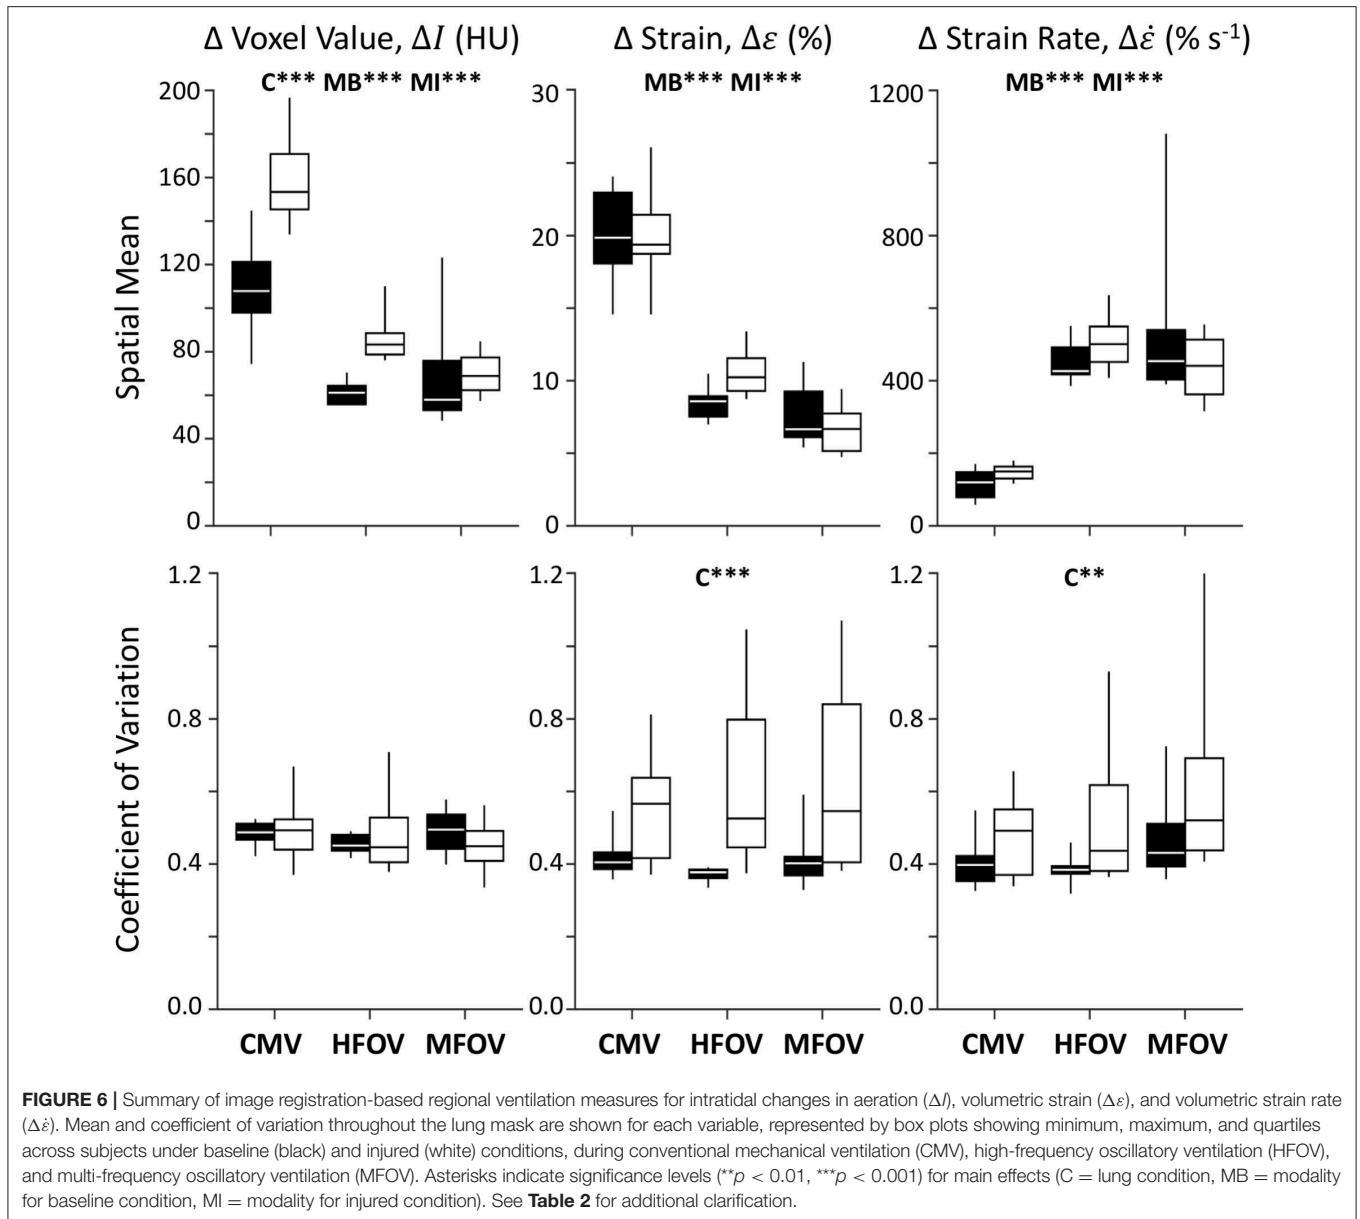 Δ Voxel Value, ΔI (HU)
Δ Strain, Δε (%)
Δ Strain Rate, Δε̇ (% s⁻¹)
C*** MB*** MI***
MB*** MI***
MB*** MI***
Spatial Mean
200
160
120
80
40
0
30
20
10
0
1200
800
400
0
C***
C**
Coefficient of Variation
1.2
0.8
0.4
0.0
1.2
0.8
0.4
0.0
1.2
0.8
0.4
0.0
CMV HFOV MFOV
CMV HFOV MFOV
CMV HFOV MFOV
FIGURE 6 | Summary of image registration-based regional ventilation measures for intratidal changes in aeration (ΔI), volumetric strain (Δε), and volumetric strain rate
(Δε̇). Mean and coefficient of variation throughout the lung mask are shown for each variable, represented by box plots showing minimum, maximum, and quartiles
across subjects under baseline (black) and injured (white) conditions, during conventional mechanical ventilation (CMV), high-frequency oscillatory ventilation (HFOV),
and multi-frequency oscillatory ventilation (MFOV). Asterisks indicate significance levels (**p < 0.01, ***p < 0.001) for main effects (C = lung condition, MB = modality
for baseline condition, MI = modality for injured condition). See Table 2 for additional clarification.